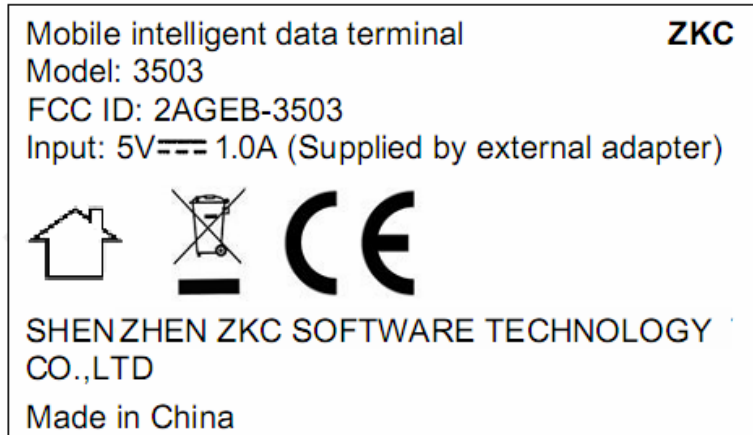 Mobile intelligent data terminal ZKC
Model: 3503
FCC ID: 2AGEB-3503
Input: 5V⎓1.0A (Supplied by external adapter)
CE
SHENZHEN ZKC SOFTWARE TECHNOLOGY
CO.,LTD
Made in China